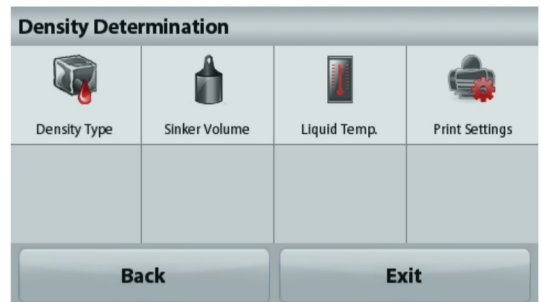 Density Determination
Density Type Sinker Volume Liquid Temp. Print Settings
Back Exit